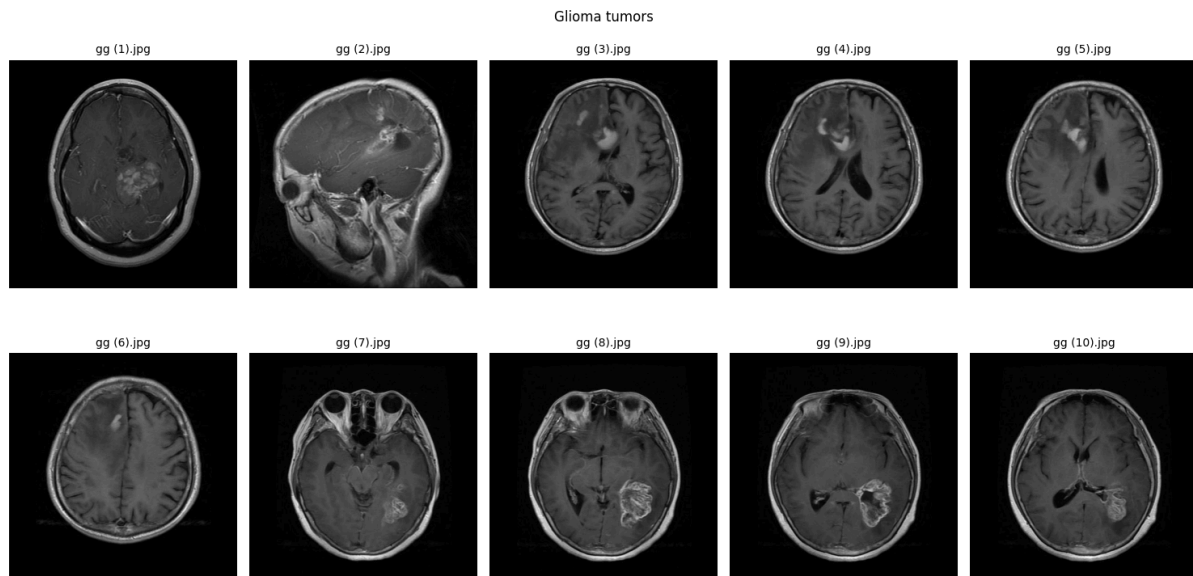 Glioma tumors
gg (1).jpg
gg (2).jpg
gg (3).jpg
gg (4).jpg
gg (5).jpg
gg (6).jpg
gg (7).jpg
gg (8).jpg
gg (9).jpg
gg (10).jpg